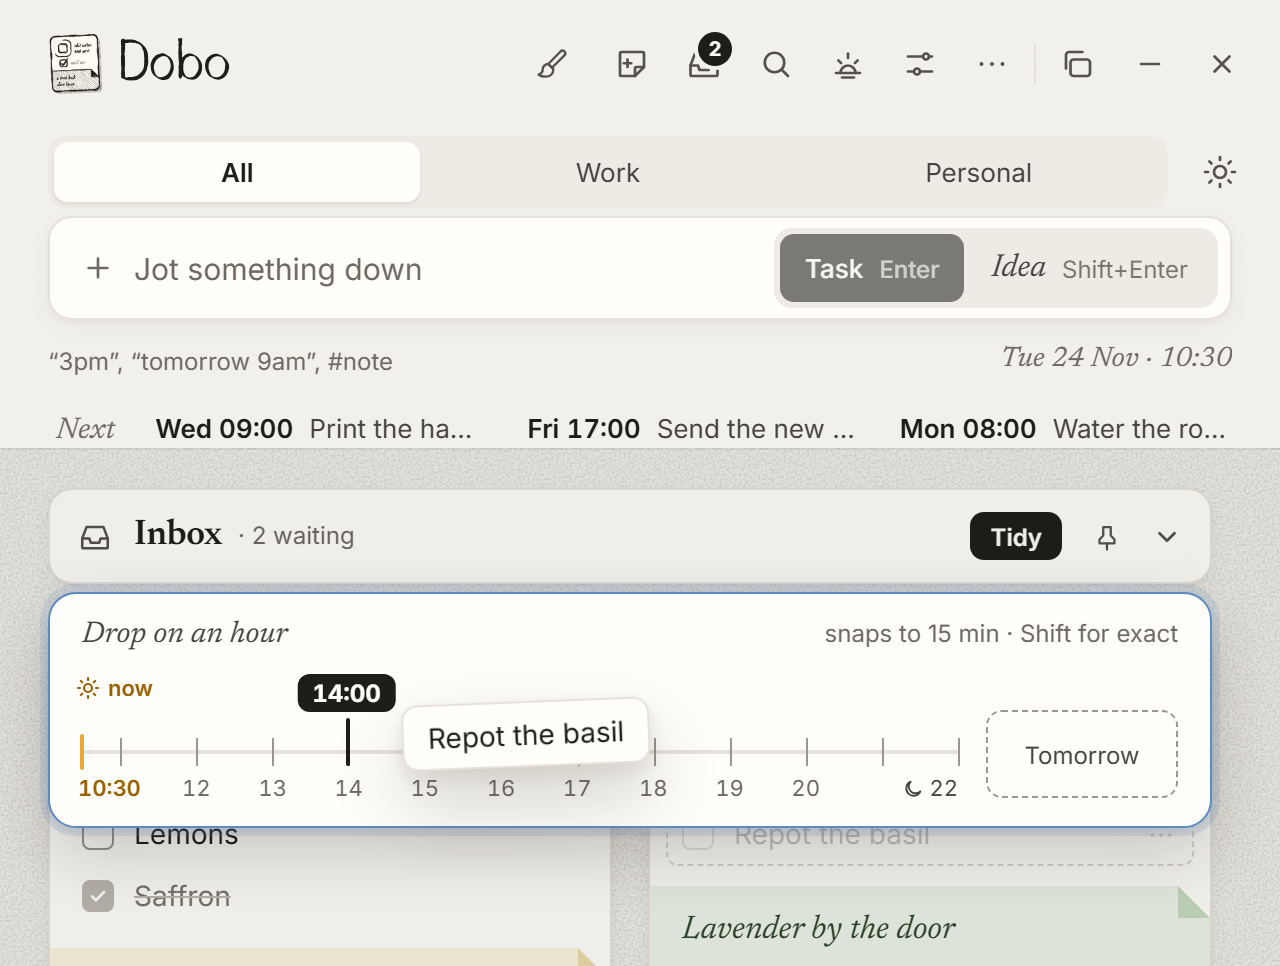 Dobo
2
All Work Personal
Jot something down Task Enter Idea Shift+Enter
“3pm”, “tomorrow 9am”, #note Tue 24 Nov · 10:30
Next Wed 09:00 Print the ha... Fri 17:00 Send the new ... Mon 08:00 Water the ro...
Inbox · 2 waiting Tidy
Drop on an hour snaps to 15 min · Shift for exact
now 14:00
Repot the basil
Tomorrow
10:30 12 13 14 15 16 17 18 19 20 22
Lemons Repot the basil
Saffron
Lavender by the door